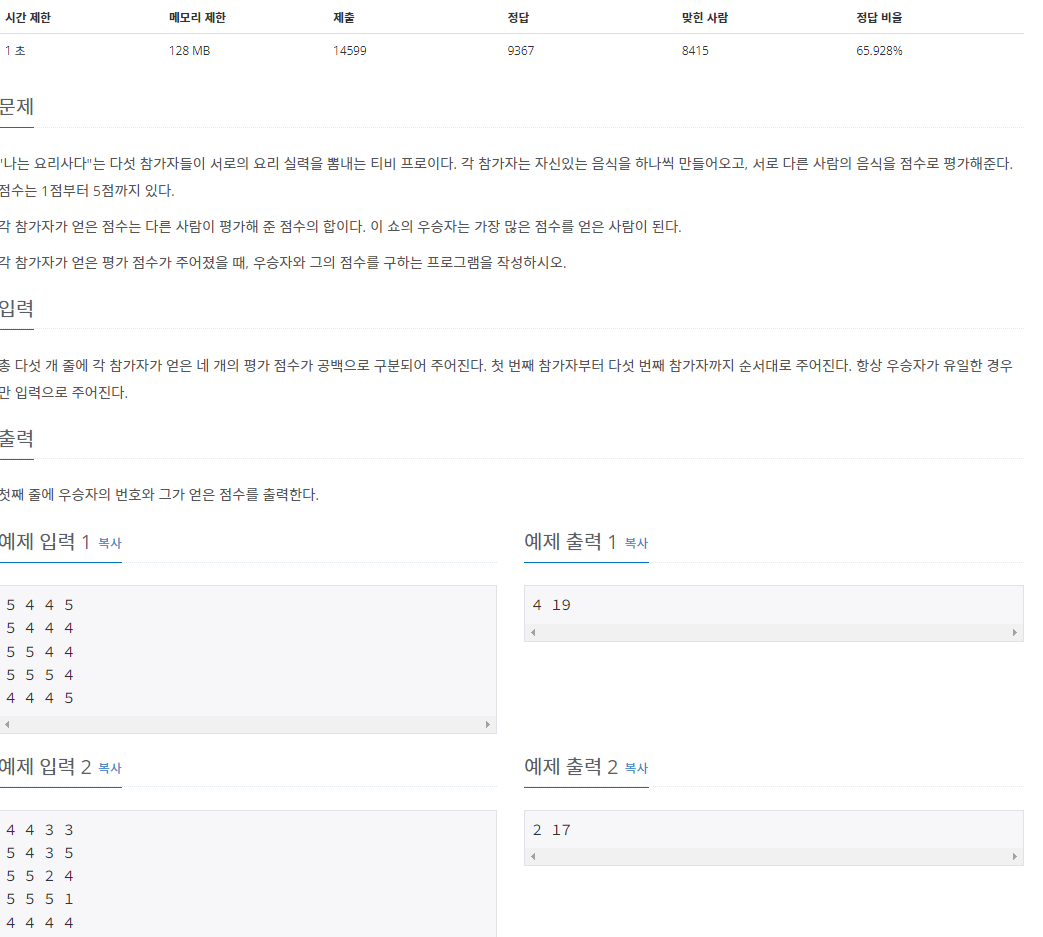 시간 제한 메모리 제한 제출 정답 맞힌 사람 정답 비율
1 초 128 MB 14599 9367 8415 65.928%
문제
"나는 요리사다"는 다섯 참가자들이 서로의 요리 실력을 뽐내는 티비 프로이다. 각 참가자는 자신있는 음식을 하나씩 만들어오고, 서로 다른 사람의 음식을 점수로 평가해준다.
점수는 1점부터 5점까지 있다.
각 참가자가 얻은 점수는 다른 사람이 평가해 준 점수의 합이다. 이 쇼의 우승자는 가장 많은 점수를 얻은 사람이 된다.
각 참가자가 얻은 평가 점수가 주어졌을 때, 우승자와 그의 점수를 구하는 프로그램을 작성하시오.
입력
총 다섯 개 줄에 각 참가자가 얻은 네 개의 평가 점수가 공백으로 구분되어 주어진다. 첫 번째 참가자부터 다섯 번째 참가자까지 순서대로 주어진다. 항상 우승자가 유일한 경우
만 입력으로 주어진다.
출력
첫째 줄에 우승자의 번호와 그가 얻은 점수를 출력한다.
예제 입력 1 복사
5 4 4 5
5 4 4 4
5 5 4 4
5 5 5 4
4 4 4 5
예제 출력 1 복사
4 19
예제 입력 2 복사
4 4 3 3
5 4 3 5
5 5 2 4
5 5 5 1
4 4 4 4
예제 출력 2 복사
2 17